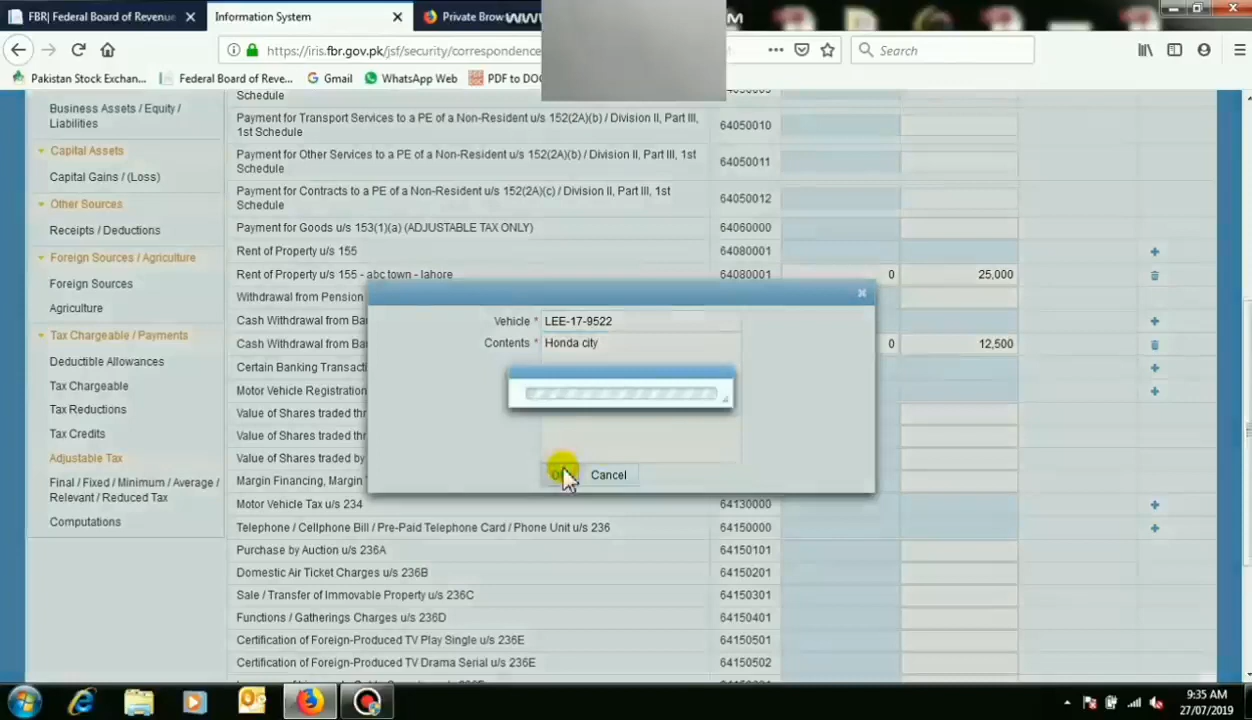 FBR| Federal Board of Revenue
Information System
Private Brow
WWW
M
https://iris.fbr.gov.pk/jsf/security/correspondence
Search
Pakistan Stock Exchan...
Federal Board of Reve...
Gmail
WhatsApp Web
PDF to DO
Business Assets / Equity /
Liabilities
Capital Assets
Capital Gains / (Loss)
Other Sources
Receipts / Deductions
Foreign Sources / Agriculture
Foreign Sources
Agriculture
Tax Chargeable / Payments
Deductible Allowances
Tax Chargeable
Tax Reductions
Tax Credits
Adjustable Tax
Final / Fixed / Minimum / Average /
Relevant / Reduced Tax
Computations
Schedule
Payment for Transport Services to a PE of a Non-Resident u/s 152(2A)(b) / Division II, Part III,
1st Schedule
64050010
Payment for Other Services to a PE of a Non-Resident u/s 152(2A)(b) / Division II, Part III, 1st
Schedule
64050011
Payment for Contracts to a PE of a Non-Resident u/s 152(2A)(c) / Division II, Part III, 1st
Schedule
64050012
Payment for Goods u/s 153(1)(a) (ADJUSTABLE TAX ONLY) 64060000
Rent of Property u/s 155 64080001
Rent of Property u/s 155 - abc town - lahore 64080001 0 25,000
Withdrawal from Pension
Cash Withdrawal from Ba
Cash Withdrawal from Ba 0 12,500
Certain Banking Transacti
Motor Vehicle Registration
Value of Shares traded thr
Value of Shares traded thr
Value of Shares traded by
Margin Financing, Margin
Vehicle * LEE-17-9522
Contents * Honda city
Cancel
Motor Vehicle Tax u/s 234 64130000
Telephone / Cellphone Bill / Pre-Paid Telephone Card / Phone Unit u/s 236 64150000
Purchase by Auction u/s 236A 64150101
Domestic Air Ticket Charges u/s 236B 64150201
Sale / Transfer of Immovable Property u/s 236C 64150301
Functions / Gatherings Charges u/s 236D 64150401
Certification of Foreign-Produced TV Play Single u/s 236E 64150501
Certification of Foreign-Produced TV Drama Serial u/s 236E 64150502
9:35 AM
27/07/2019